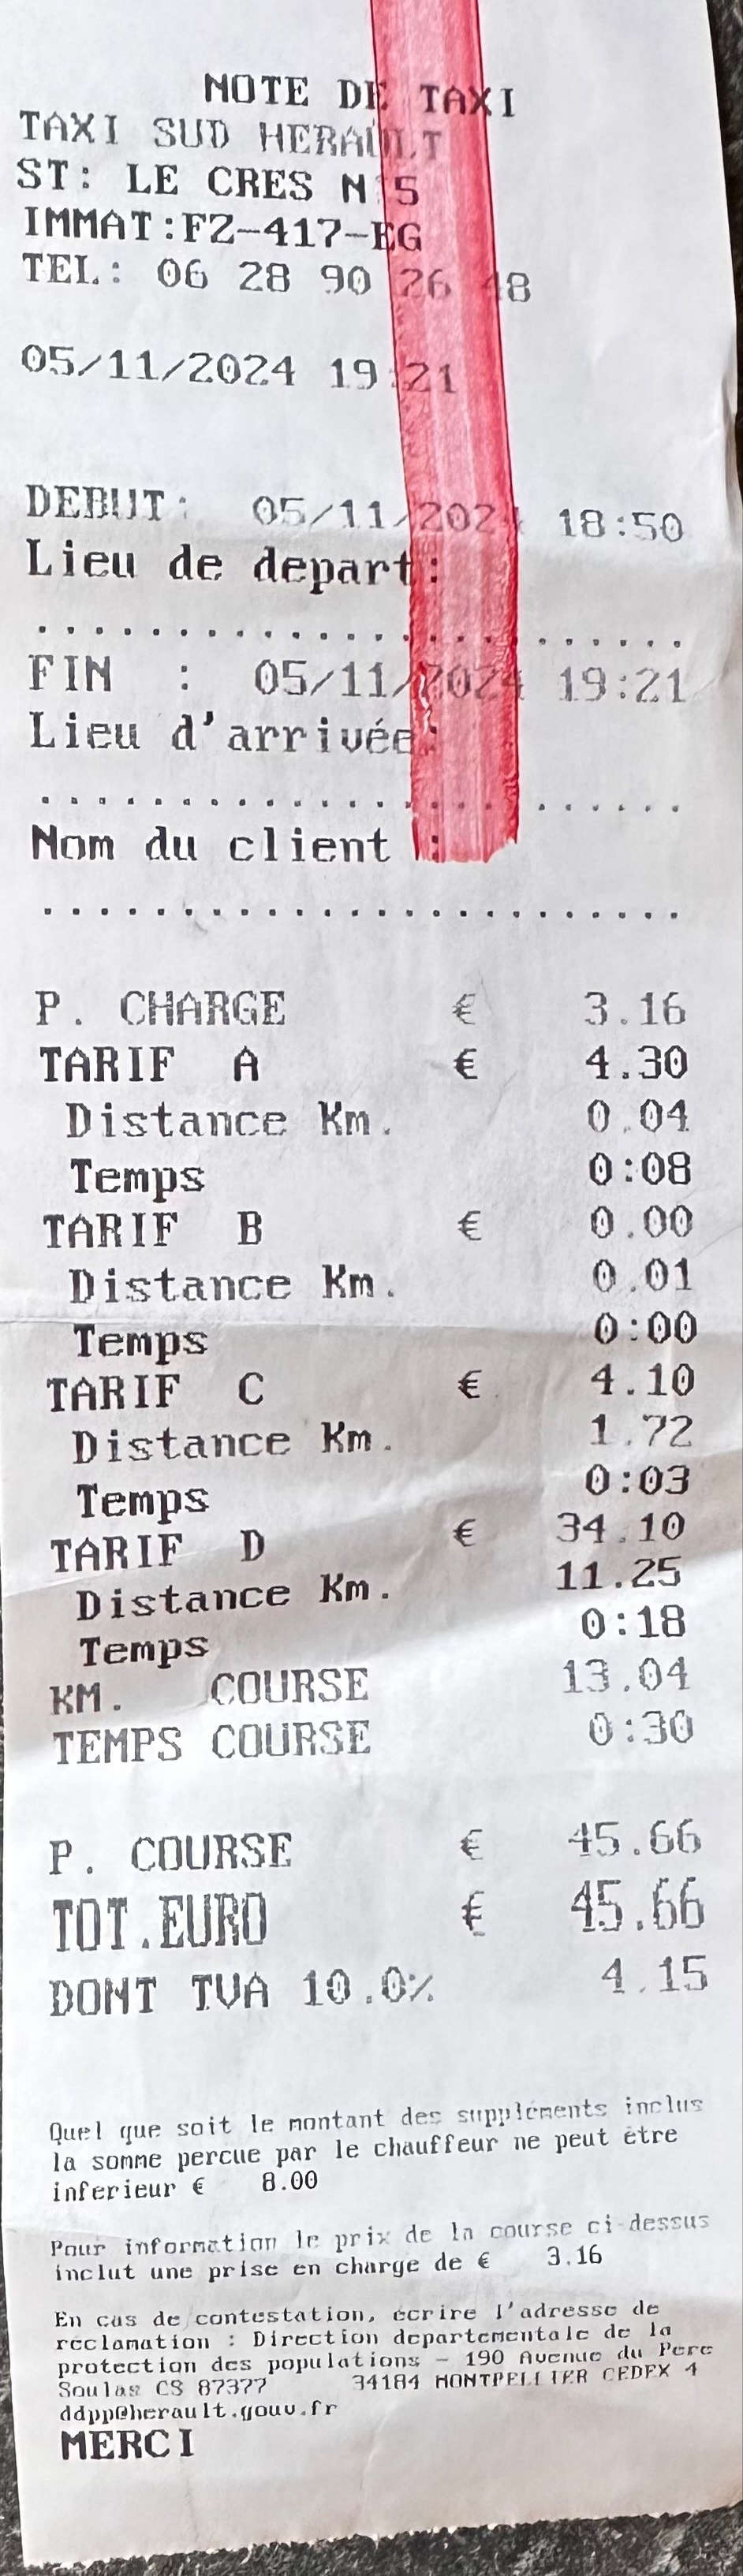 NOTE DE TAXI
TAXI SUD HERAULT
ST: LE CRES N 5
IMMAT:FZ-417-EG
TEL: 06 28 90 26 48
05/11/2024 19:21
DEBUT: 05/11/2024 18:50
Lieu de depart:
.......................
FIN : 05/11/2024 19:21
Lieu d'arrivée:
.......................
Nom du client :
.......................
P. CHARGE € 3.16
TARIF A € 4.30
Distance Km. 0.04
Temps 0:08
TARIF B € 0.00
Distance Km. 0.01
Temps 0:00
TARIF C € 4.10
Distance Km. 1.72
Temps 0:03
TARIF D € 34.10
Distance Km. 11.25
Temps 0:18
KM. COURSE 13.04
TEMPS COURSE 0:30
P. COURSE € 45.66
TOT.EURO € 45.66
DONT TVA 10.0% 4.15
Quel que soit le montant des suppléments inclus
la somme percue par le chauffeur ne peut être
inferieur € 8.00
Pour information le prix de la course ci-dessus
inclut une prise en charge de € 3.16
En cas de contestation, écrire l'adresse de
reclamation : Direction departementale de la
protection des populations - 190 Avenue du Pere
Soulas CS 87377 34184 MONTPELLIER CEDEX 4
ddpp@herault.gouv.fr
MERCI